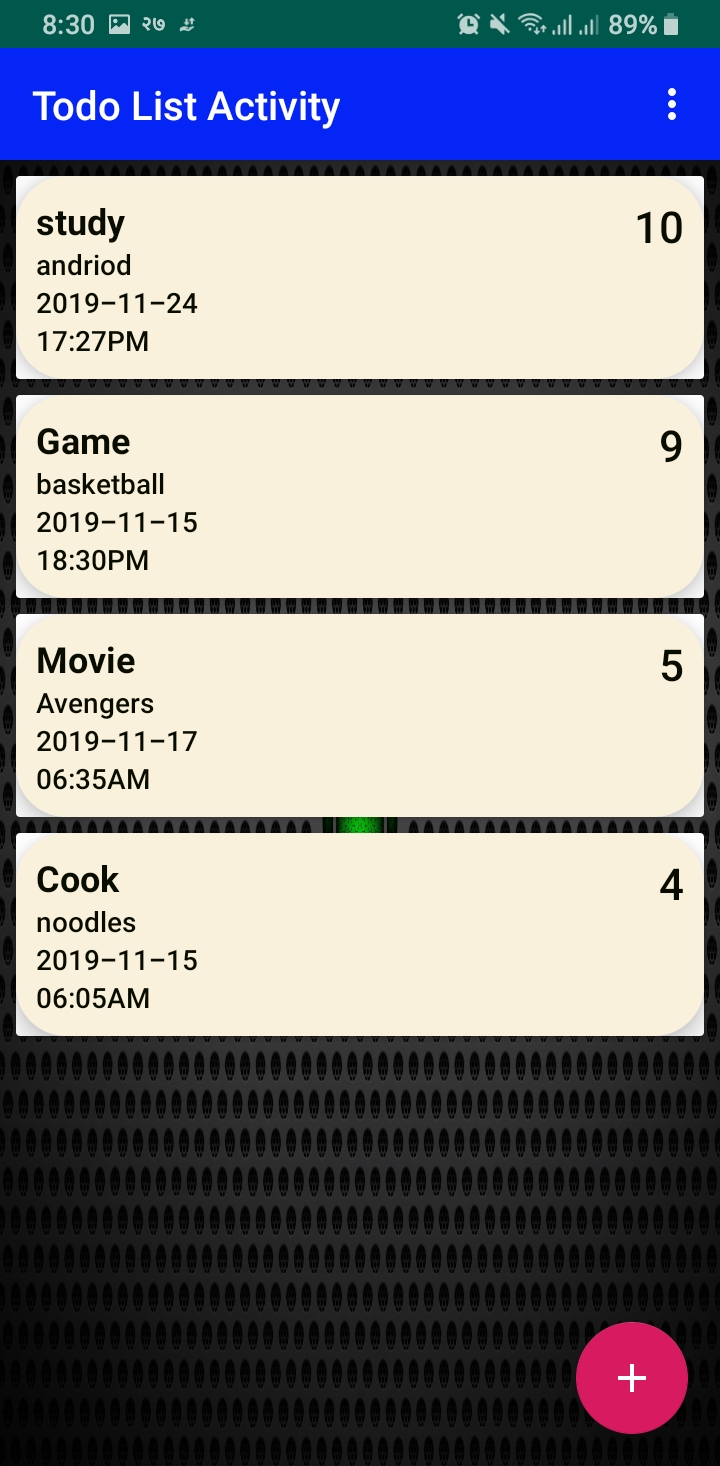 8:30 २७ 89%
Todo List Activity
study 10
andriod
2019-11-24
17:27PM
Game 9
basketball
2019-11-15
18:30PM
Movie 5
Avengers
2019-11-17
06:35AM
Cook 4
noodles
2019-11-15
06:05AM
+